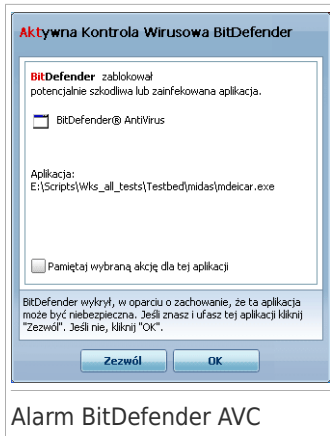 Aktywna Kontrola Wirusowa BitDefender
BitDefender zablokował
potencjalnie szkodliwa lub zainfekowana aplikacja.
BitDefender® AntiVirus
Aplikacja:
E:\Scripts\Wks_all_tests\Testbed\midas\mdeicar.exe
Pamiętaj wybraną akcję dla tej aplikacji
BitDefender wykrył, w oparciu o zachowanie, że ta aplikacja
może być niebezpieczna. Jeśli znasz i ufasz tej aplikacji kliknij
"Zezwól". Jeśli nie, kliknij "OK".
Zezwól OK
Alarm BitDefender AVC